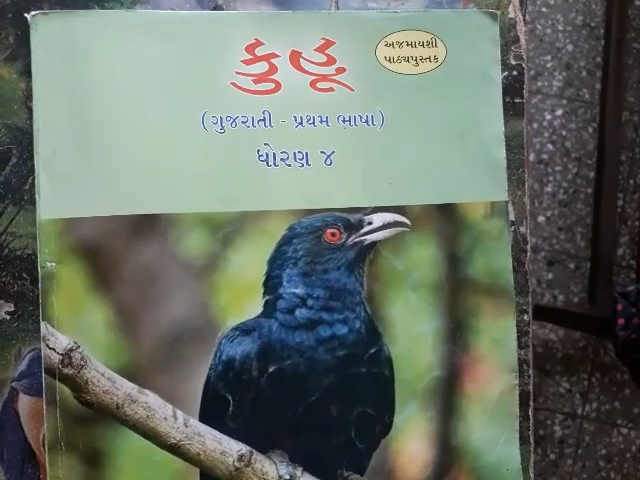 કુહૂ
અજમાયશી
પાઠ્યપુસ્તક
(ગુજરાતી - પ્રથમ ભાષા)
ધોરણ ૪